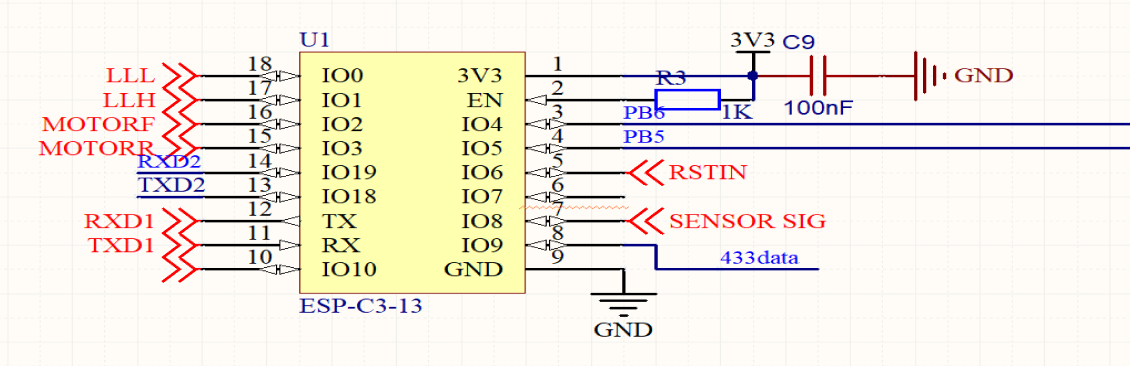 U1
3V3 C9
LLL 18 IO0 3V3 1 GND
R3
LLH 17 IO1 EN 2 1K 100nF
MOTORF 16 IO2 IO4 3 PB6
MOTORR 15 IO3 IO5 4 PB5
RXD2 14 IO19 IO6 5 RSTIN
TXD2 13 IO18 IO7 6
RXD1 12 TX IO8 7 SENSOR SIG
TXD1 11 RX IO9 8 433data
10 IO10 GND 9
ESP-C3-13
GND